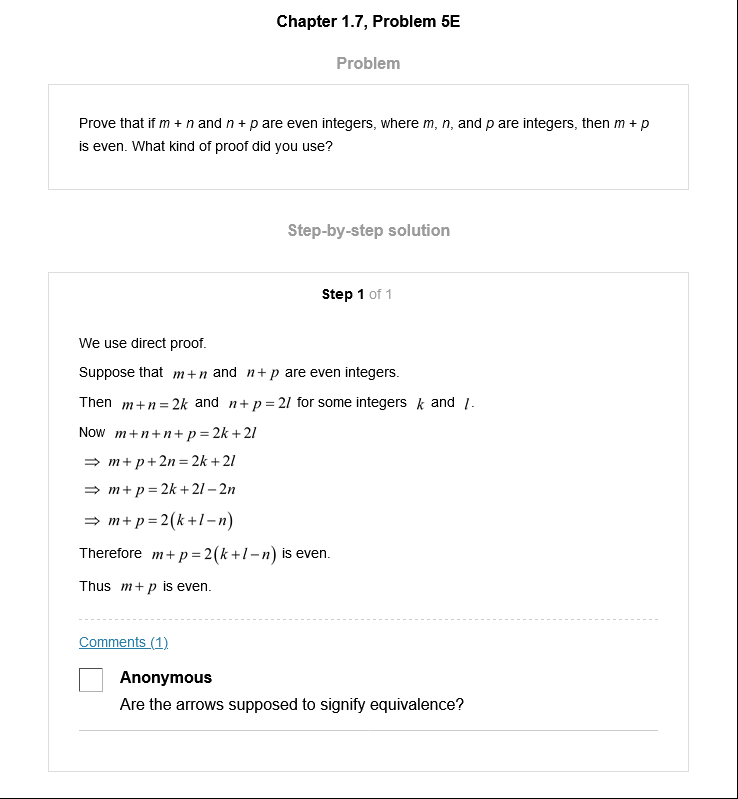 Chapter 1.7, Problem 5E
Problem
Prove that if m + n and n + p are even integers, where m, n, and p are integers, then m + p
is even. What kind of proof did you use?
Step-by-step solution
Step 1 of 1
We use direct proof.
Suppose that m+n and n+p are even integers.
Then m+n=2k and n+p=2l for some integers k and l.
Now m+n+n+p=2k+2l
⇒ m+p+2n=2k+2l
⇒ m+p=2k+2l−2n
⇒ m+p=2(k+l−n)
Therefore m+p=2(k+l−n) is even.
Thus m+p is even.
Comments (1)
Anonymous
Are the arrows supposed to signify equivalence?